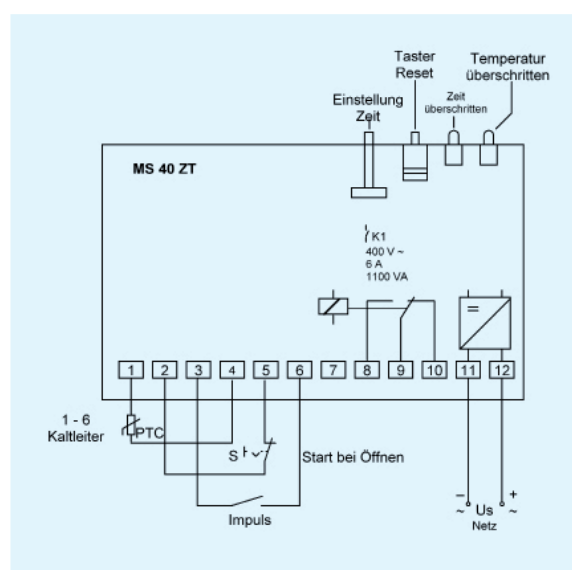 Taster
Reset
Temperatur
überschritten
Einstellung
Zeit
Zeit
überschritten
MS 40 ZT
K1
400 V ~
6 A
1100 VA
=
1 2 3 4 5 6 7 8 9 10 11 12
1 - 6
Kaltleiter
PTC
S
Start bei Öffnen
Impuls
– +
~ Us ~
Netz